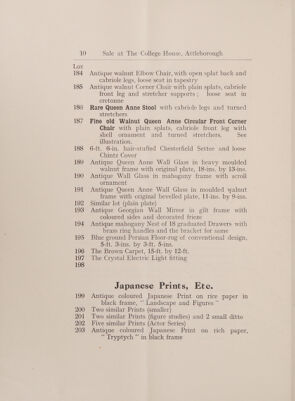 10 Sale at The College House, Attleborough
Lot
184 Antique walnut Elbow Chair, with open splat back and
cabriole legs, loose seat in tapestry
185 Antique walnut Corner Chair with plain splats, cabriole
front leg and stretcher supports; loose seat in
cretonne
186 Rare Queen Anne Stool with cabriole legs and turned
stretchers
187 Fine old Walnut Queen Anne Circular Front Corner
Chair with plain splats, cabriole front leg with
shell ornament and turned stretchers. See
illustration.
188 6-ft. 6-in. hair-stuffed Chesterfield Settee and loose
Chintz Cover
189 Antique Queen Anne Wall Glass in heavy moulded
walnut frame with original plate, 18-ins. by 13-ins.
190 Antique Wall Glass in mahogany frame with scroll
ornament
191 Antique Queen Anne Wall Glass in moulded walnut
frame with original bevelled plate, 11-ins. by 9-ins.
192 Similar lot (plain plate)
193 Antique Georgian Wall Mirror in gilt frame with
coloured sides and decorated frieze
194 Antique mahogany Nest of 18 graduated Drawers with
brass ring handles and the bracket for same
195 Blue ground Persian Floor-rug of conventional design,
5-ft. 3-ins. by 3-ft. 5-ins.
196 The Brown Carpet, 15-ft. by 12-ft.
197 The Electric Light fitting
198
Japanese Prints, Etc.
199 Antique coloured Japanese Print on rice paper in
black frame, " Landscape and Figures "
200 Two similar Prints (smaller)
201 Two similar Prints (figure studies) and 2 small ditto
202 Five similar Prints (Actor Series)
203 Antique coloured Japanese Print on rich paper,
" Tryptych " in black frame